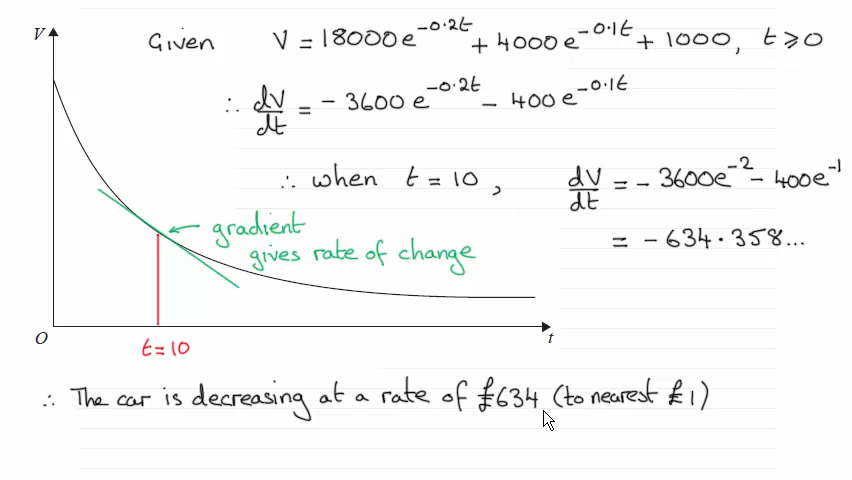 V
Given V = 18000e^-0.2t + 4000e^-0.1t + 1000, t ⩾ 0
∴ dV/dt = - 3600e^-0.2t - 400e^-0.1t
∴ when t = 10, dV/dt = - 3600e^-2 - 400e^-1
= - 634.358...
← gradient
gives rate of change
O
t
t=10
∴ The car is decreasing at a rate of £634 (to nearest £1)